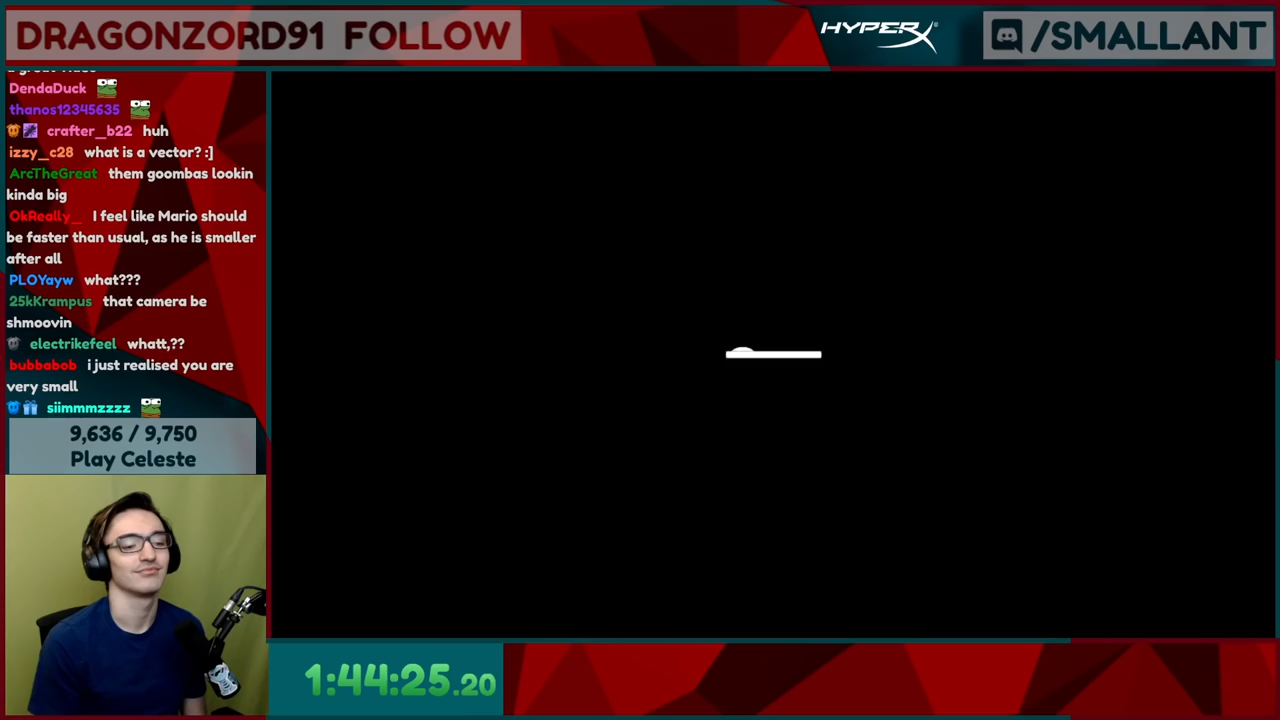 DRAGONZORD91 FOLLOW
HYPERX
/SMALLANT
DendaDuck
thanos12345635
crafter_b22 huh
izzy_c28 what is a vector? :]
ArcTheGreat them goombas lookin
kinda big
OkReally_ I feel like Mario should
be faster than usual, as he is smaller
after all
PLOYayw what???
25kKrampus that camera be
shmoovin
electrikefeel whatt,??
bubbabob i just realised you are
very small
siimmmzzzz
9,636 / 9,750
Play Celeste
1:44:25.20